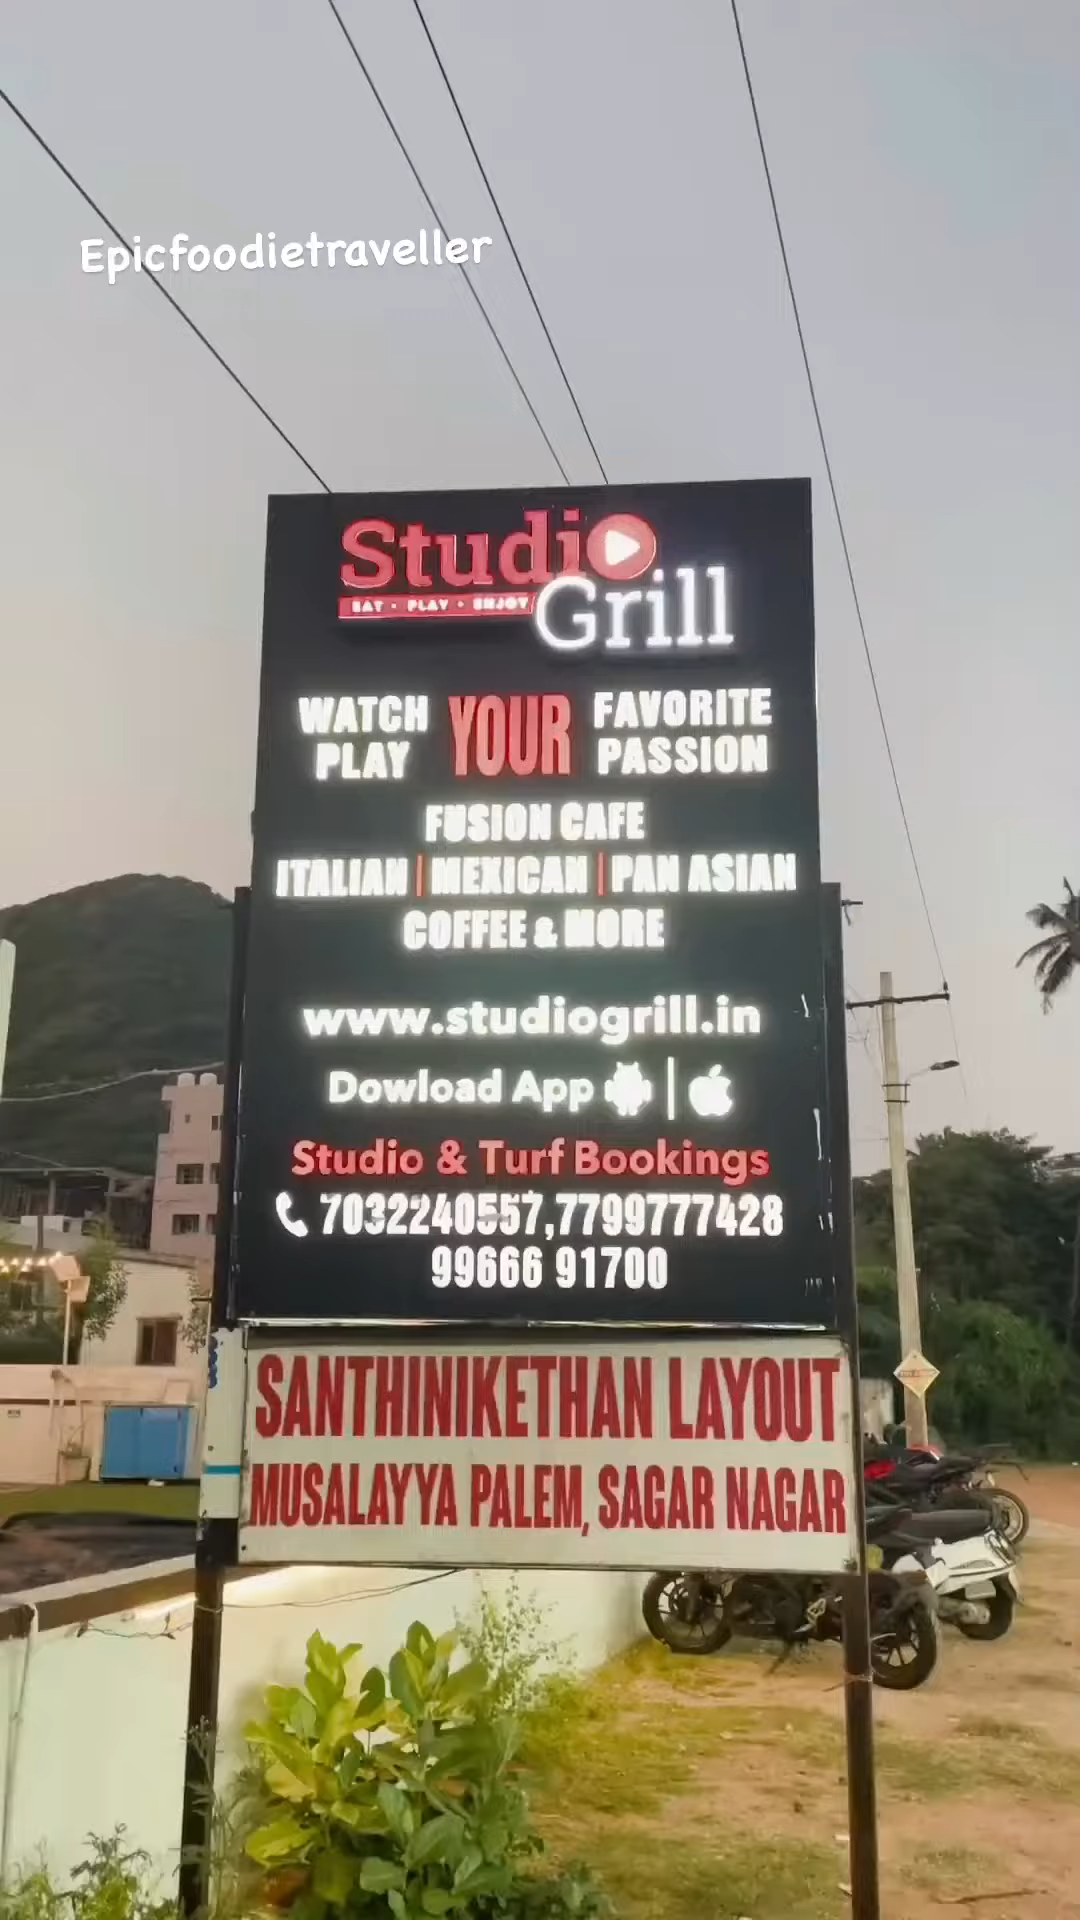 Epicfoodietraveller
Studio
EAT • PLAY • ENJOY
Grill
WATCH YOUR FAVORITE
PLAY PASSION
FUSION CAFE
ITALIAN | MEXICAN | PAN ASIAN
COFFEE & MORE
www.studiogrill.in
Dowload App |
Studio & Turf Bookings
7032240557,7799777428
99666 91700
SANTHINIKETHAN LAYOUT
MUSALAYYA PALEM, SAGAR NAGAR